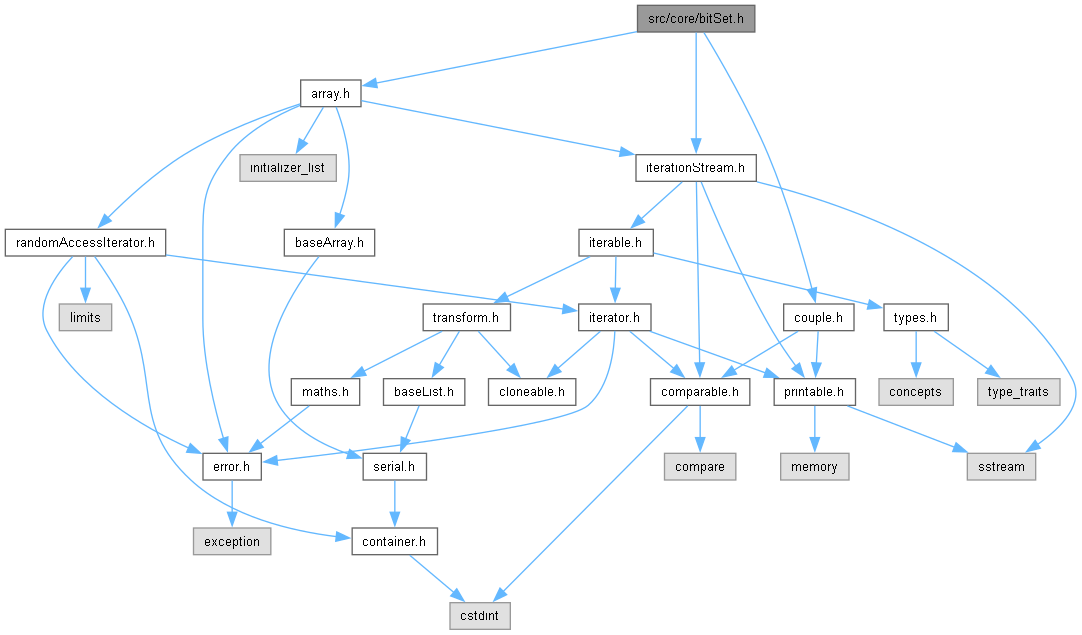 src/core/bitSet.h
array.h
initializer_list
iterationStream.h
randomAccessIterator.h
baseArray.h
iterable.h
limits
transform.h
iterator.h
couple.h
types.h
maths.h
baseList.h
cloneable.h
comparable.h
printable.h
concepts
type_traits
error.h
serial.h
compare
memory
sstream
exception
container.h
cstdint